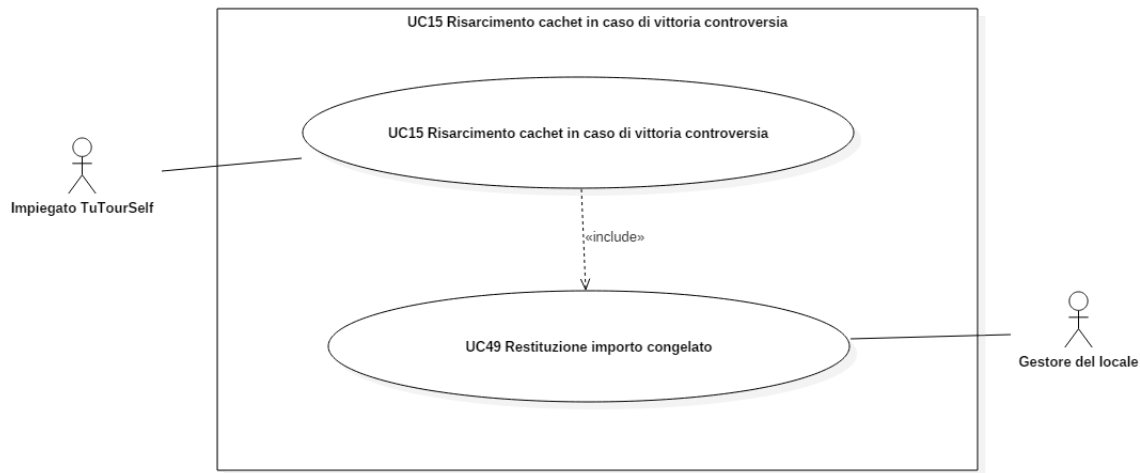 UC15 Risarcimento cachet in caso di vittoria controversia
UC15 Risarcimento cachet in caso di vittoria controversia
Impiegato TuTourSelf
«include»
UC49 Restituzione importo congelato
Gestore del locale